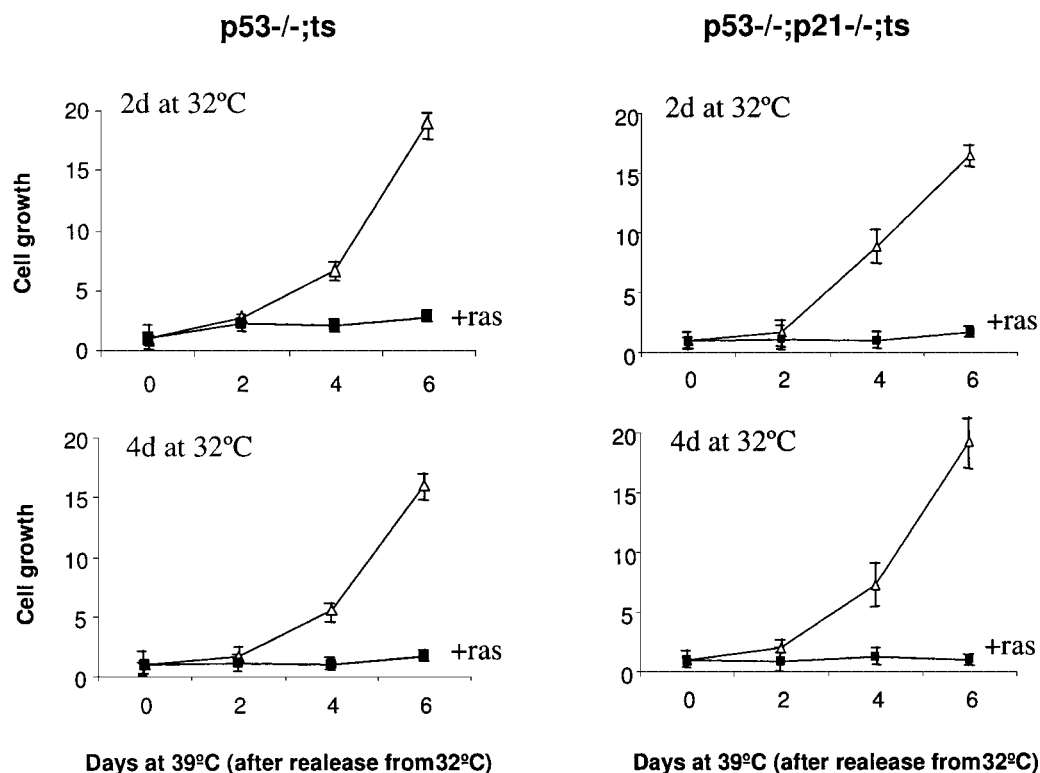 p53-/-;ts
p53-/-;p21-/-;ts
2d at 32ºC
20
15
10
5
0
Cell growth
+ras
0 2 4 6
2d at 32ºC
20
15
10
5
0
+ras
0 2 4 6
4d at 32ºC
20
15
10
5
0
Cell growth
+ras
0 2 4 6
Days at 39ºC (after realease from32ºC)
4d at 32ºC
20
15
10
5
0
+ras
0 2 4 6
Days at 39ºC (after realease from32ºC)